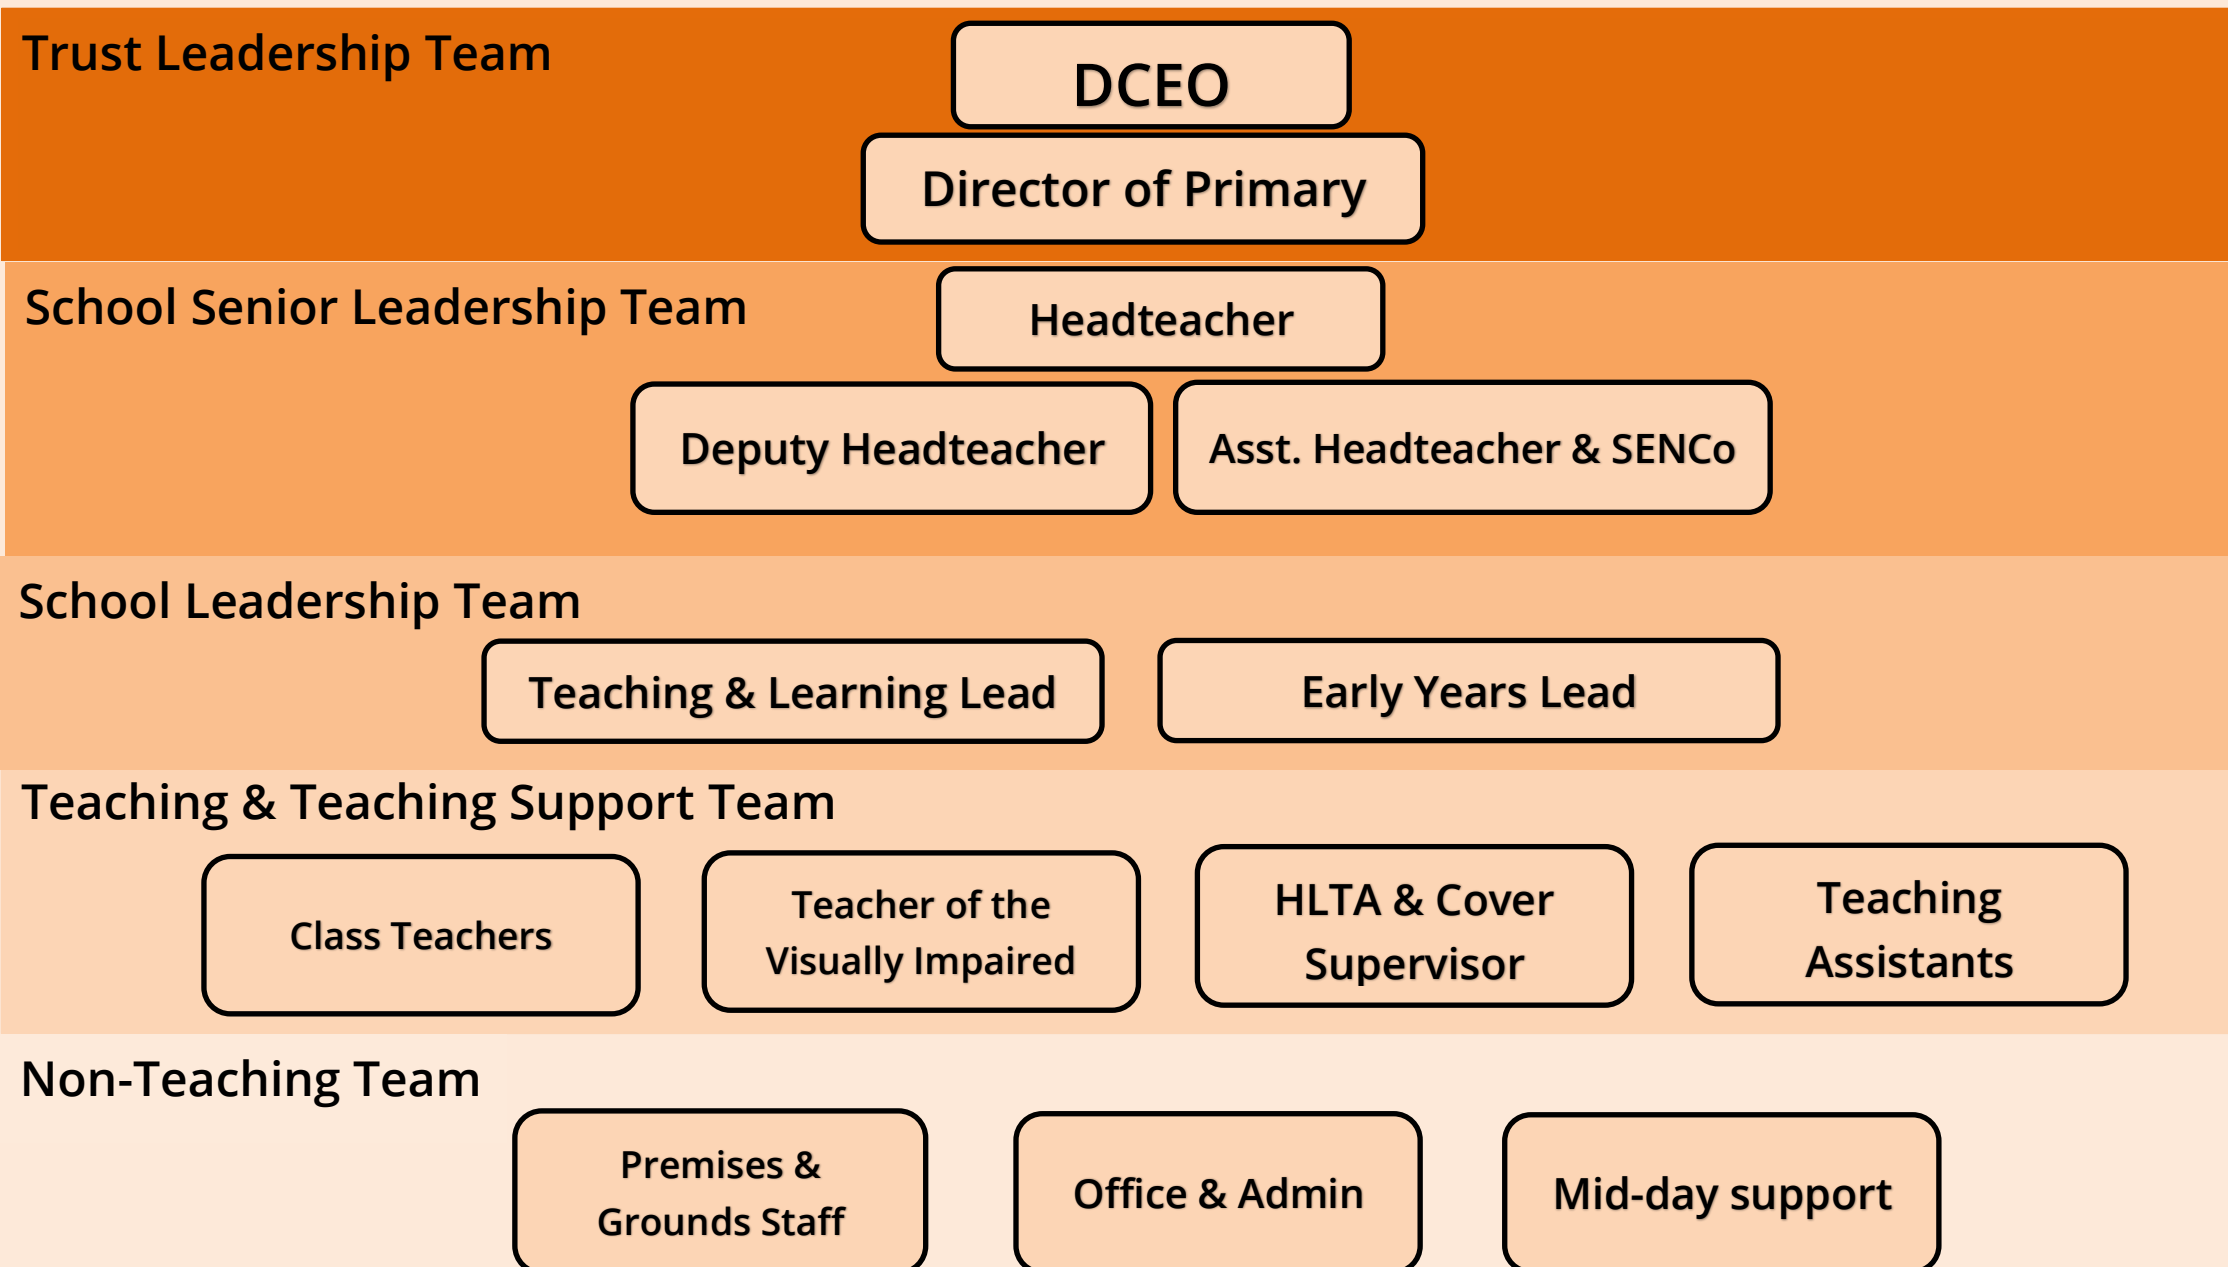 Trust Leadership Team
DCEO
Director of Primary
School Senior Leadership Team
Headteacher
Deputy Headteacher
Asst. Headteacher & SENCo
School Leadership Team
Teaching & Learning Lead
Early Years Lead
Teaching & Teaching Support Team
Class Teachers
Teacher of the
Visually Impaired
HLTA & Cover
Supervisor
Teaching
Assistants
Non-Teaching Team
Premises &
Grounds Staff
Office & Admin
Mid-day support